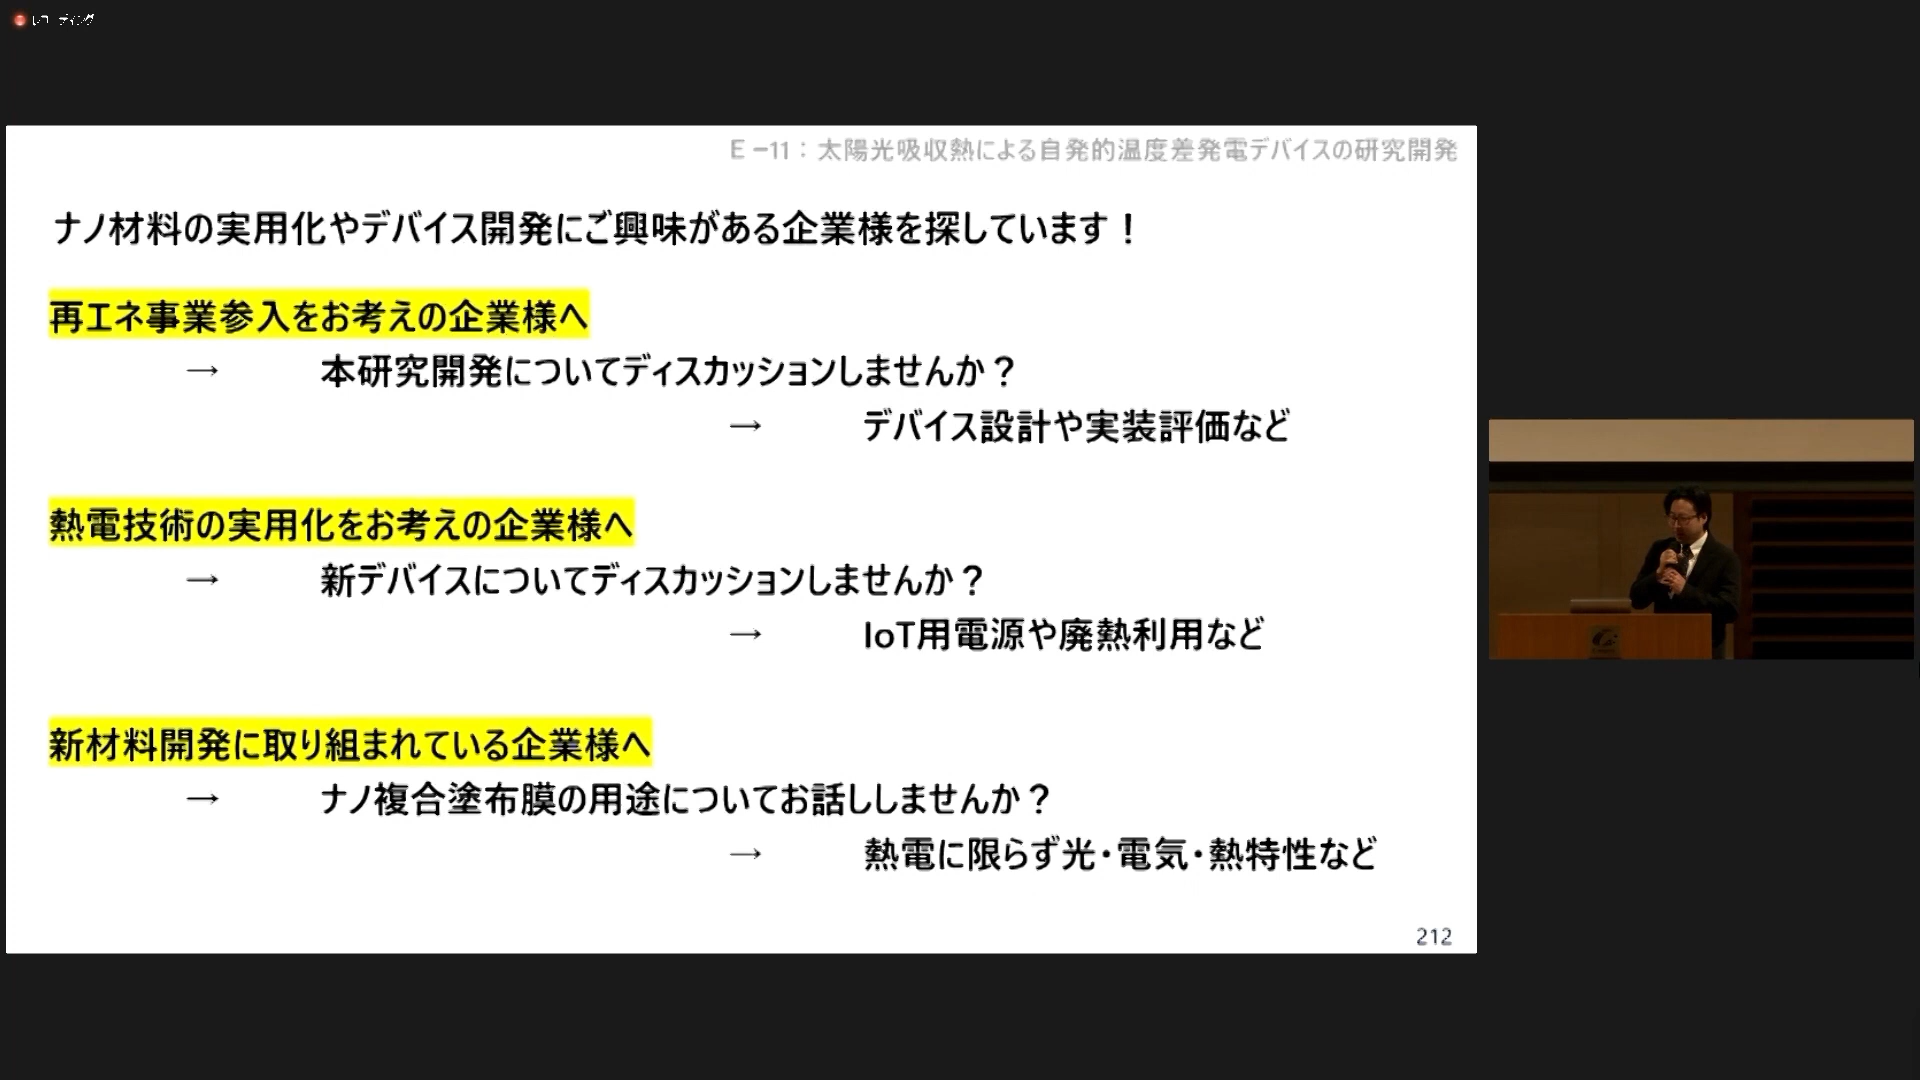 レコーディング
E－11：太陽光吸収熱による自発的温度差発電デバイスの研究開発
ナノ材料の実用化やデバイス開発にご興味がある企業様を探しています！
再エネ事業参入をお考えの企業様へ
→ 本研究開発についてディスカッションしませんか？
→ デバイス設計や実装評価など
熱電技術の実用化をお考えの企業様へ
→ 新デバイスについてディスカッションしませんか？
→ IoT用電源や廃熱利用など
新材料開発に取り組まれている企業様へ
→ ナノ複合塗布膜の用途についてお話ししませんか？
→ 熱電に限らず光・電気・熱特性など
212